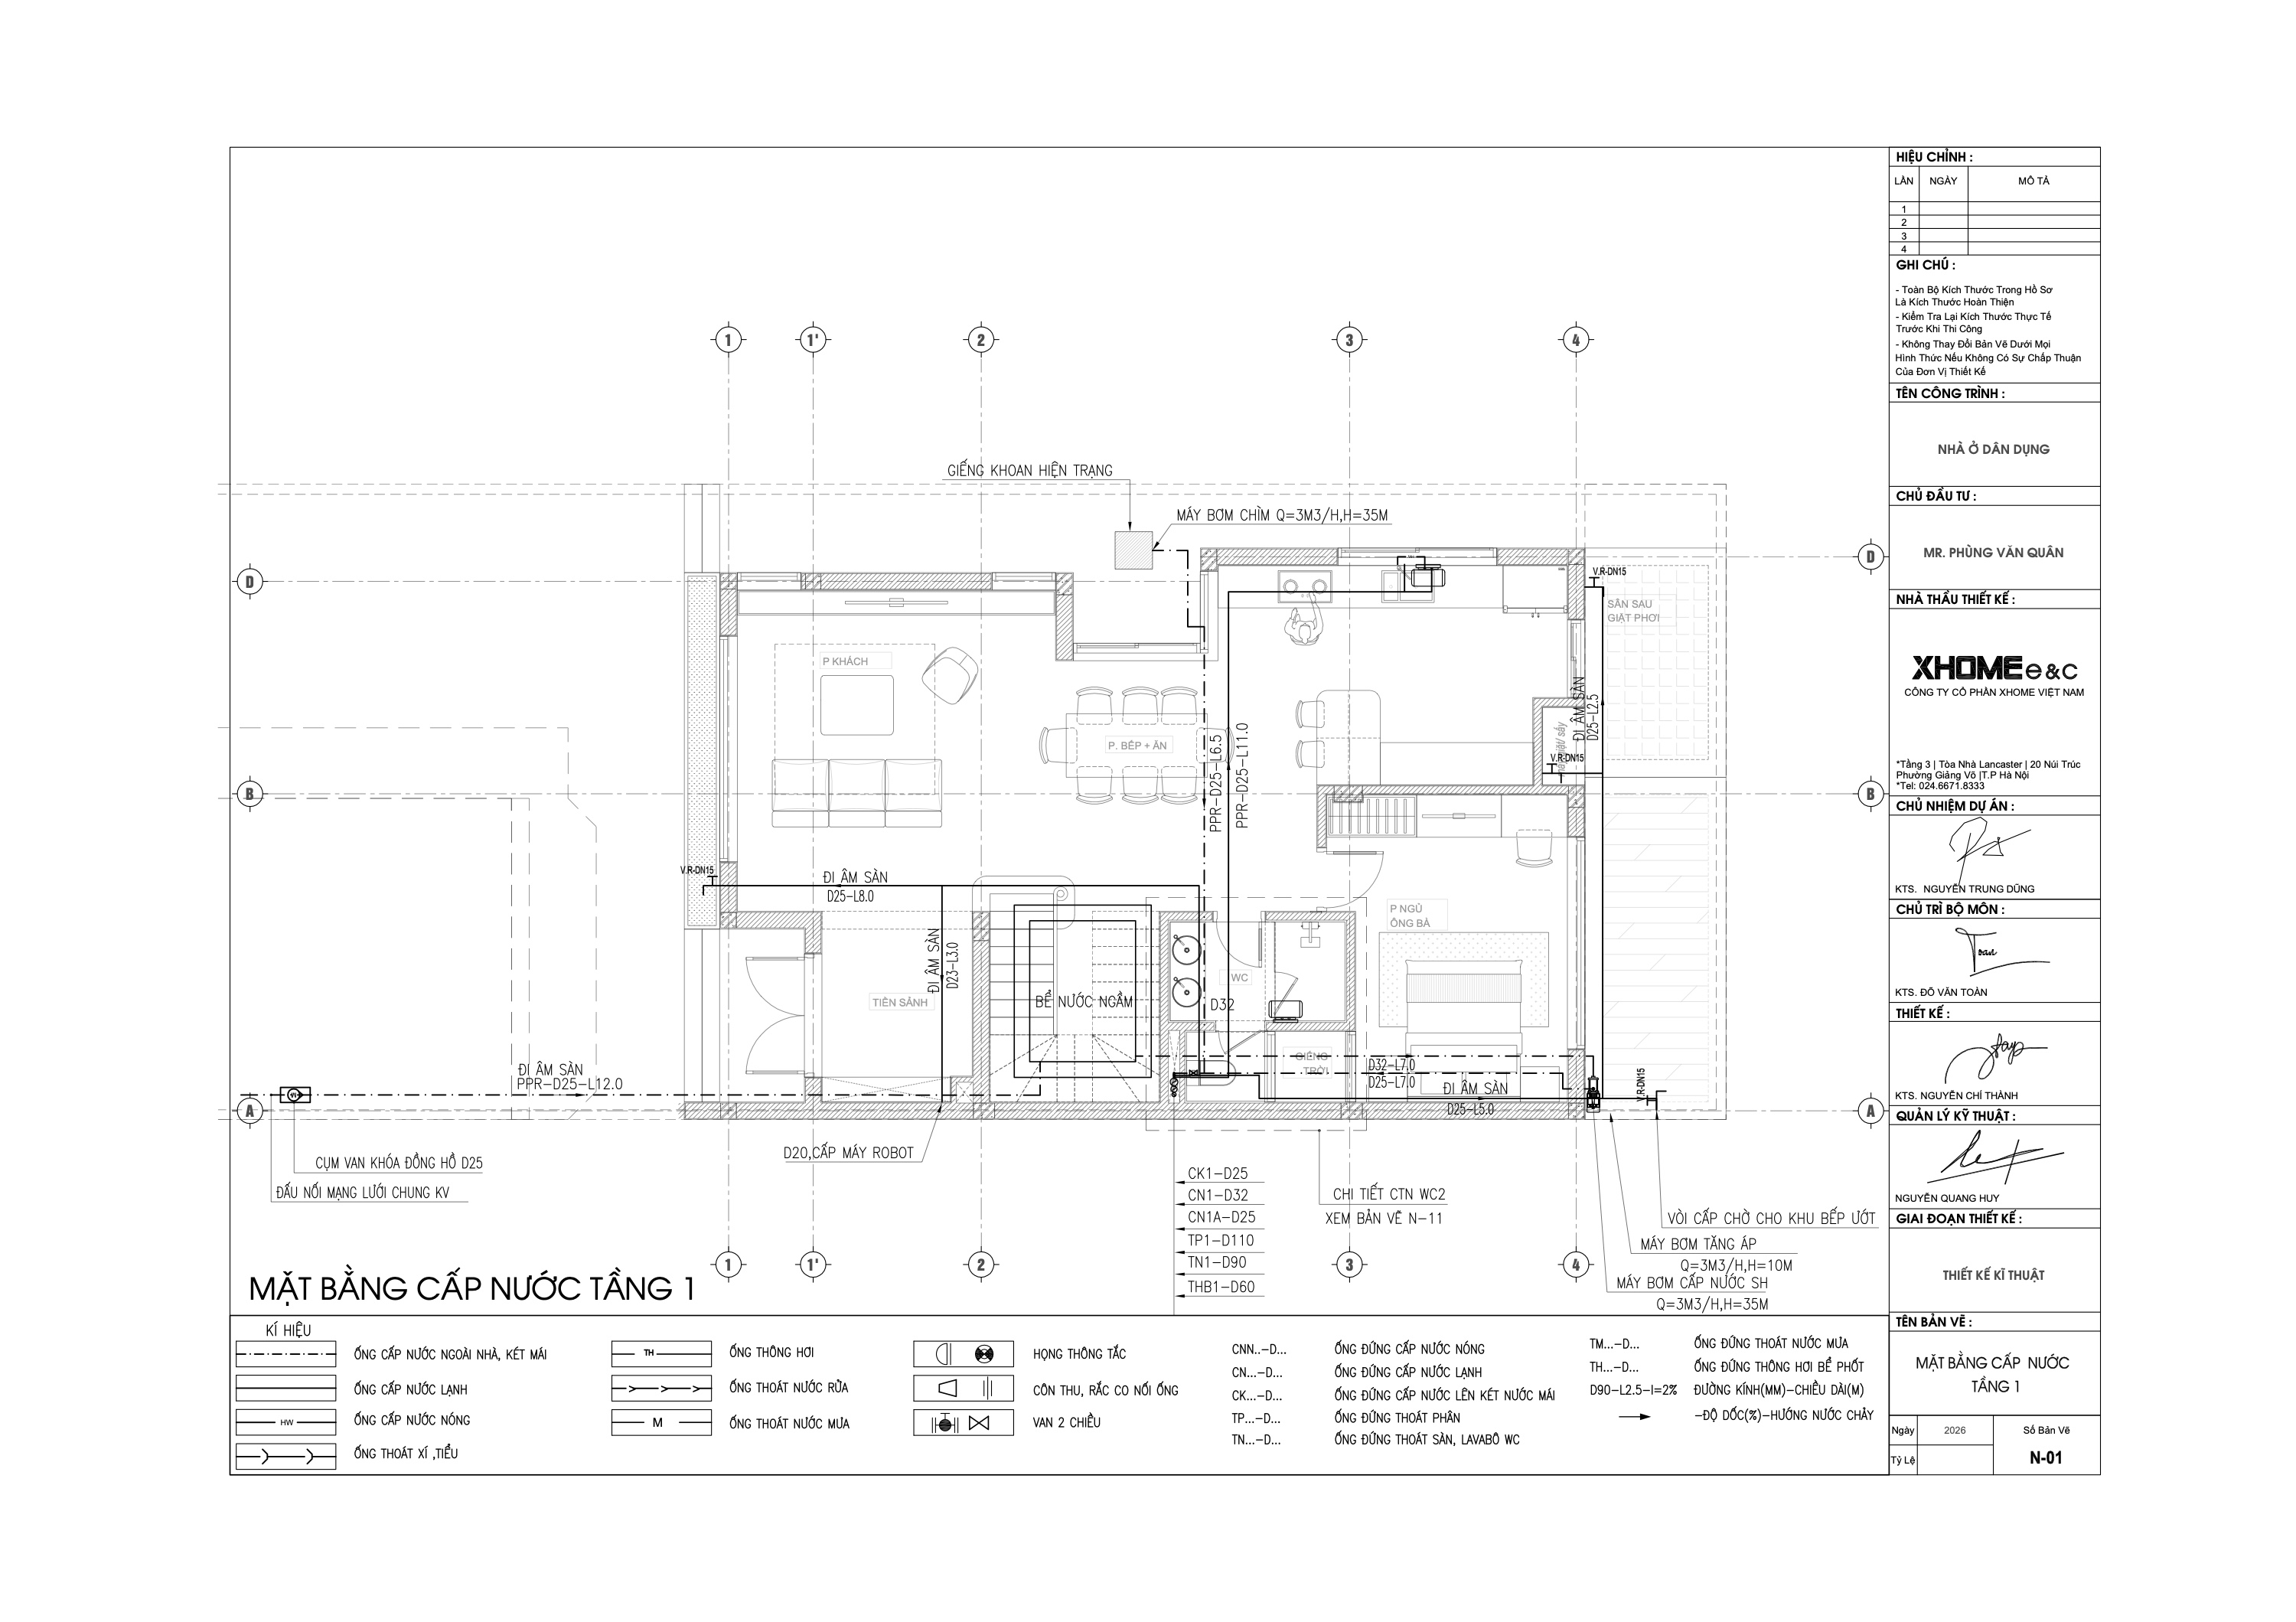 1
1'
2
3
4
GIẾNG KHOAN HIỆN TRẠNG
MÁY BƠM CHÌM Q=3M3/H,H=35M
D
D
V.R-DN15
SÂN SAU
GIẶT PHƠI
P KHÁCH
P. BẾP + ĂN
PPR-D25-L6.5
PPR-D25-L11.0
ĐI ÂM SÀN
D25-L2.5
V.R-DN15
B
B
V.R-DN15
ĐI ÂM SÀN
D25-L8.0
P NGỦ
ÔNG BÀ
ĐI ÂM SÀN
D23-L3.0
TIỀN SẢNH
BỂ NƯỚC NGẦM
WC
D32
GIẾNG
TRỜI
D32-L7.0
D25-L7.0
ĐI ÂM SÀN
D25-L5.0
V.R-DN15
ĐI ÂM SÀN
PPR-D25-L12.0
A
A
CỤM VAN KHÓA ĐỒNG HỒ D25
ĐẤU NỐI MẠNG LƯỚI CHUNG KV
D20,CẤP MÁY ROBOT
CK1-D25
CN1-D32
CN1A-D25
TP1-D110
TN1-D90
THB1-D60
CHI TIẾT CTN WC2
XEM BẢN VẼ N-11
VÒI CẤP CHỜ CHO KHU BẾP ƯỚT
MÁY BƠM TĂNG ÁP
Q=3M3/H,H=10M
MÁY BƠM CẤP NƯỚC SH
Q=3M3/H,H=35M
1
1'
2
3
4
MẶT BẰNG CẤP NƯỚC TẦNG 1
KÍ HIỆU
ỐNG CẤP NƯỚC NGOÀI NHÀ, KÉT MÁI
ỐNG CẤP NƯỚC LẠNH
HW
ỐNG CẤP NƯỚC NÓNG
ỐNG THOÁT XÍ ,TIỂU
TH
ỐNG THÔNG HƠI
ỐNG THOÁT NƯỚC RỬA
M
ỐNG THOÁT NƯỚC MƯA
HỌNG THÔNG TẮC
CÔN THU, RẮC CO NỐI ỐNG
VAN 2 CHIỀU
CNN..-D... ỐNG ĐỨNG CẤP NƯỚC NÓNG
CN...-D... ỐNG ĐỨNG CẤP NƯỚC LẠNH
CK...-D... ỐNG ĐỨNG CẤP NƯỚC LÊN KÉT NƯỚC MÁI
TP...-D... ỐNG ĐỨNG THOÁT PHÂN
TN...-D... ỐNG ĐỨNG THOÁT SÀN, LAVABÔ WC
TM...-D... ỐNG ĐỨNG THOÁT NƯỚC MƯA
TH...-D... ỐNG ĐỨNG THÔNG HƠI BỂ PHỐT
D90-L2.5-I=2% ĐƯỜNG KÍNH(MM)-CHIỀU DÀI(M)
-ĐỘ DỐC(%)-HƯỚNG NƯỚC CHẢY
HIỆU CHỈNH :
LẦN NGÀY MÔ TẢ
1
2
3
4
GHI CHÚ :
- Toàn Bộ Kích Thước Trong Hồ Sơ
Là Kích Thước Hoàn Thiện
- Kiểm Tra Lại Kích Thước Thực Tế
Trước Khi Thi Công
- Không Thay Đổi Bản Vẽ Dưới Mọi
Hình Thức Nếu Không Có Sự Chấp Thuận
Của Đơn Vị Thiết Kế
TÊN CÔNG TRÌNH :
NHÀ Ở DÂN DỤNG
CHỦ ĐẦU TƯ :
MR. PHÙNG VĂN QUÂN
NHÀ THẦU THIẾT KẾ :
XHOME e&c
CÔNG TY CỔ PHẦN XHOME VIỆT NAM
*Tầng 3 | Tòa Nhà Lancaster | 20 Núi Trúc
Phường Giảng Võ |T.P Hà Nội
*Tel: 024.6671.8333
CHỦ NHIỆM DỰ ÁN :
KTS. NGUYỄN TRUNG DŨNG
CHỦ TRÌ BỘ MÔN :
KTS. ĐỖ VĂN TOÀN
THIẾT KẾ :
KTS. NGUYỄN CHÍ THÀNH
QUẢN LÝ KỸ THUẬT :
NGUYỄN QUANG HUY
GIAI ĐOẠN THIẾT KẾ :
THIẾT KẾ KĨ THUẬT
TÊN BẢN VẼ :
MẶT BẰNG CẤP NƯỚC
TẦNG 1
Ngày 2026 Số Bản Vẽ
Tỷ Lệ N-01